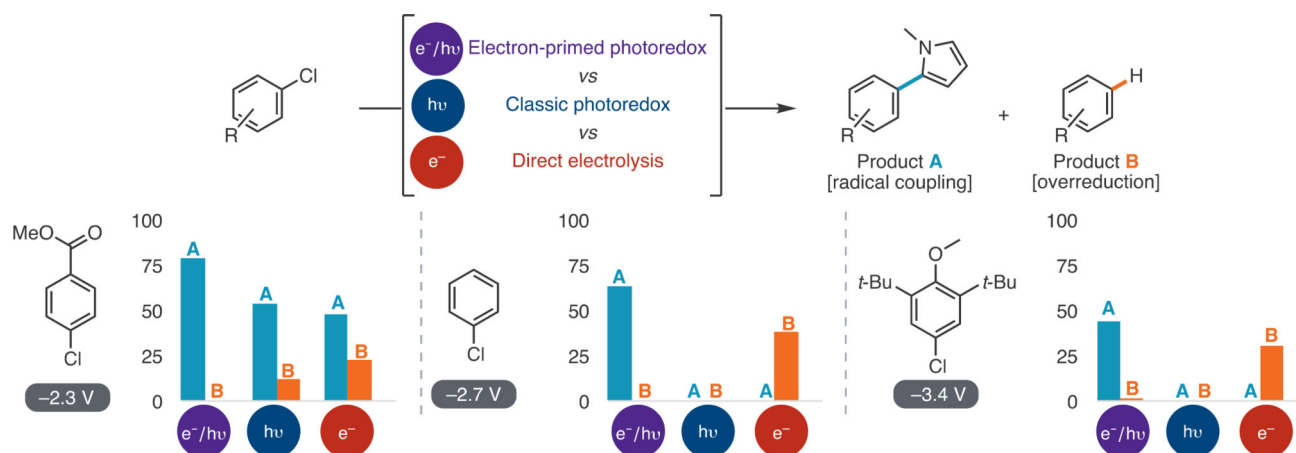 Cl
R
e⁻/hυ Electron-primed photoredox
vs
hυ Classic photoredox
vs
e⁻ Direct electrolysis
N
R
Product A
[radical coupling]
+
H
R
Product B
[overreduction]
MeO O
Cl
–2.3 V
100
75
50
25
0
A
B
A
B
A
B
e⁻/hυ hυ e⁻
Cl
–2.7 V
100
75
50
25
0
A
B
A B
A
B
e⁻/hυ hυ e⁻
O
t-Bu t-Bu
Cl
–3.4 V
100
75
50
25
0
A
B
A B
A
B
e⁻/hυ hυ e⁻